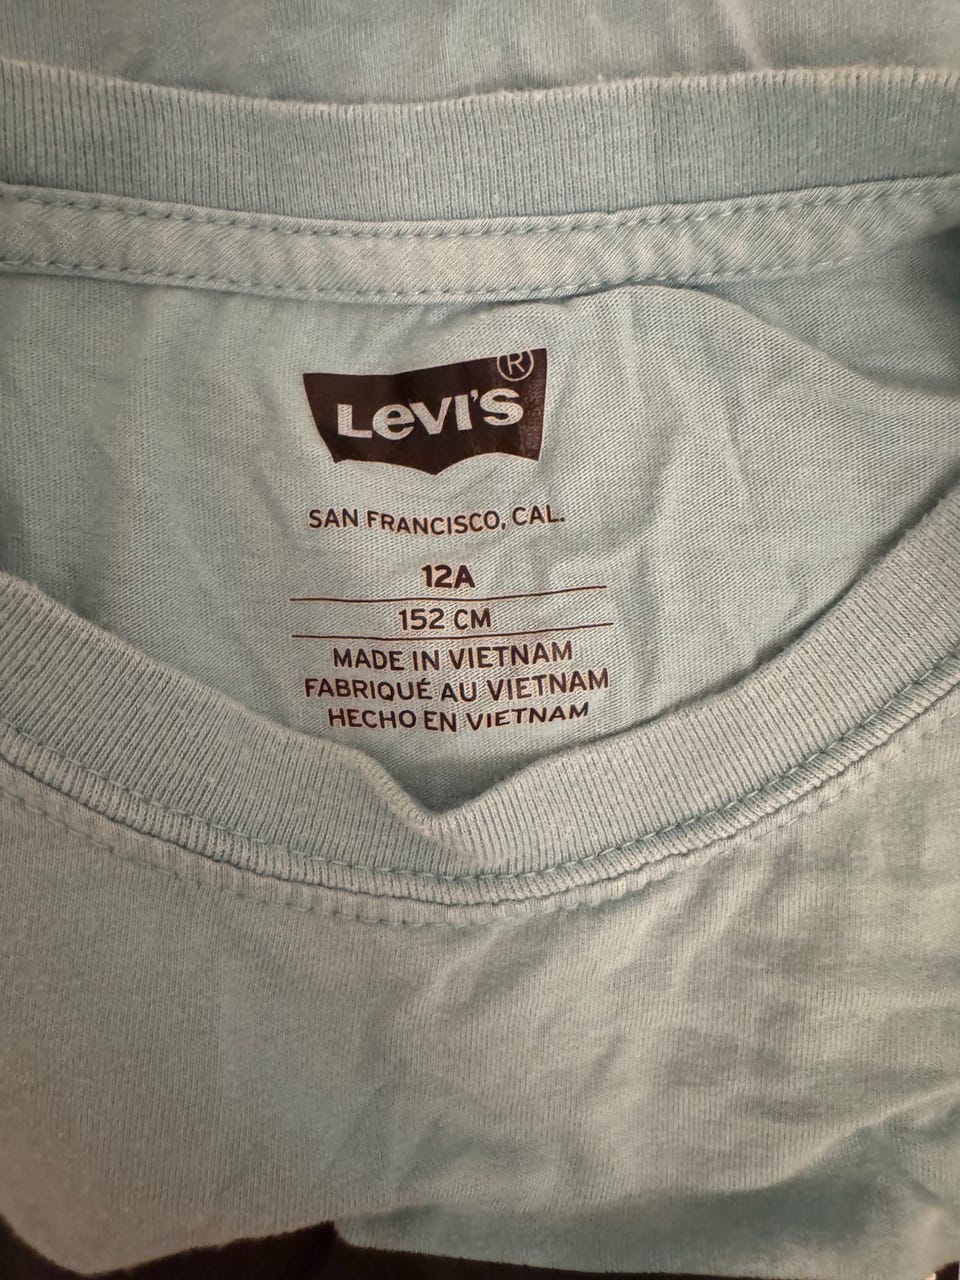 LEVI'S ®
SAN FRANCISCO, CAL.
12A
152 CM
MADE IN VIETNAM
FABRIQUÉ AU VIETNAM
HECHO EN VIETNAM